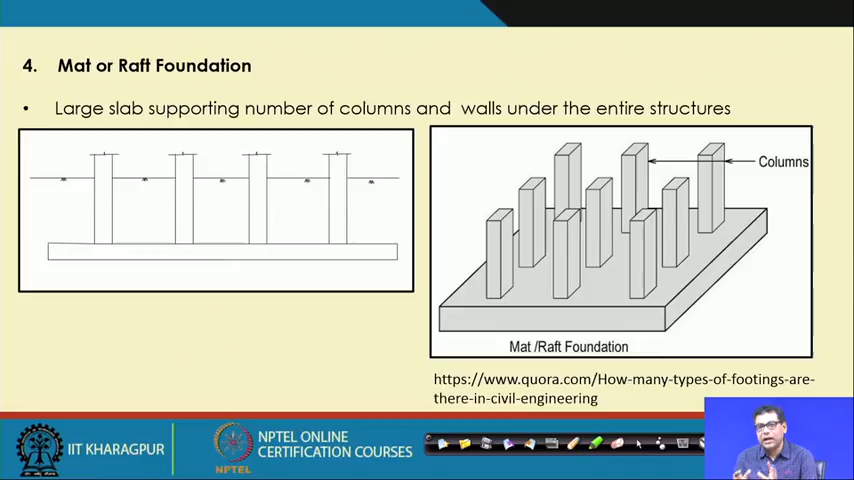 4. Mat or Raft Foundation
• Large slab supporting number of columns and walls under the entire structures
Columns
Mat /Raft Foundation
https://www.quora.com/How-many-types-of-footings-are-
there-in-civil-engineering
IIT KHARAGPUR
NPTEL
NPTEL ONLINE
CERTIFICATION COURSES